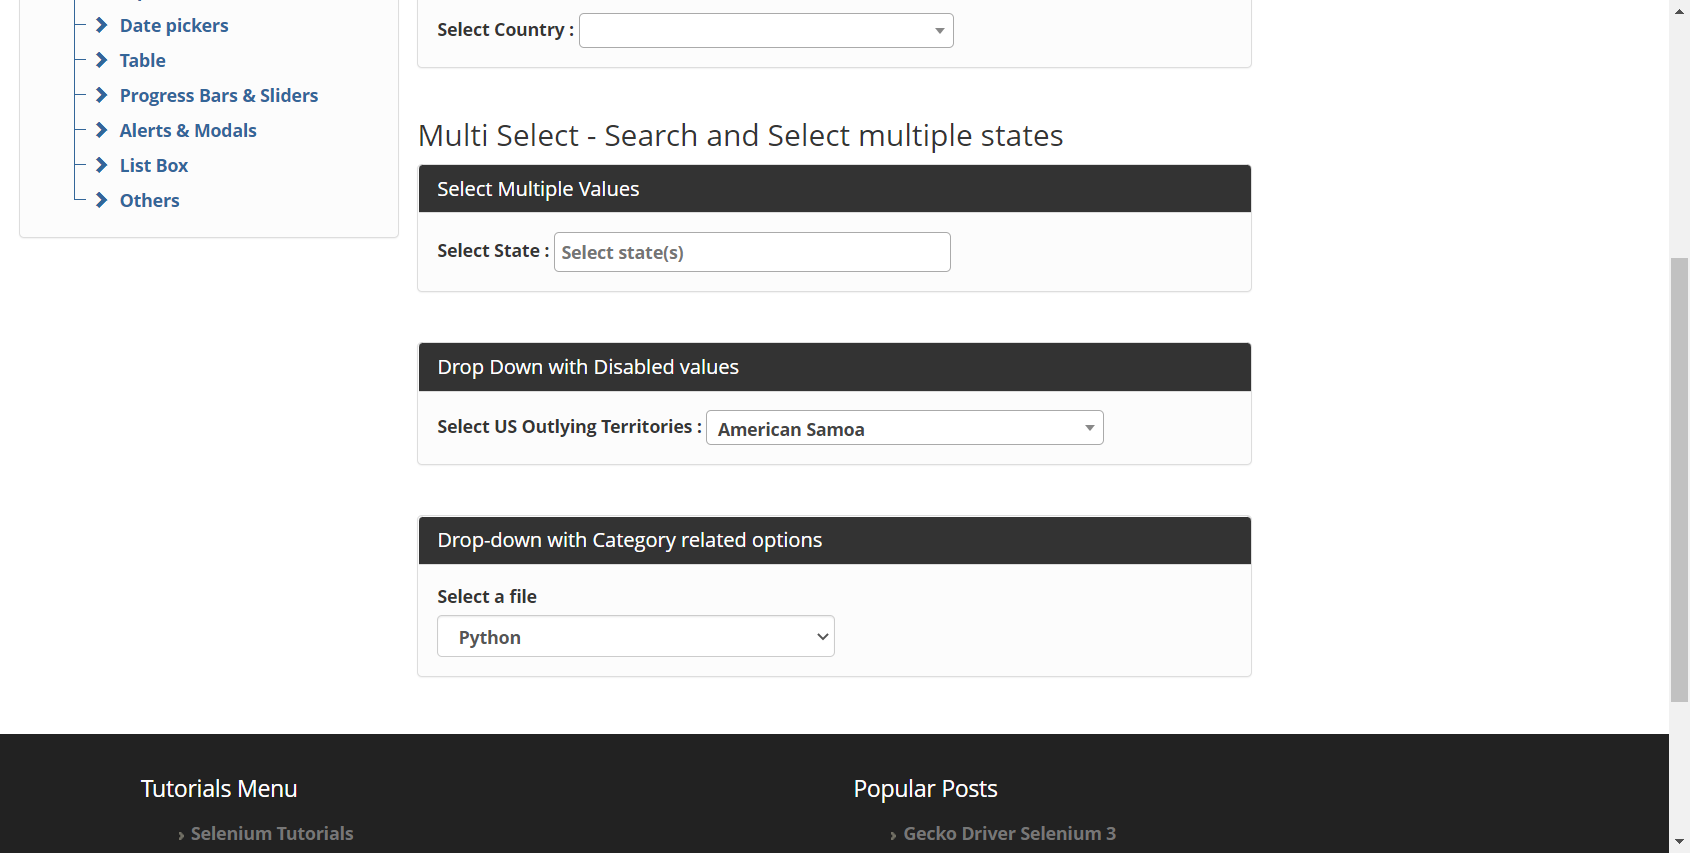 Date pickers
Table
Progress Bars & Sliders
Alerts & Modals
List Box
Others
Select Country :
Multi Select - Search and Select multiple states
Select Multiple Values
Select State : Select state(s)
Drop Down with Disabled values
Select US Outlying Territories : American Samoa
Drop-down with Category related options
Select a file
Python
Tutorials Menu
Selenium Tutorials
Popular Posts
Gecko Driver Selenium 3